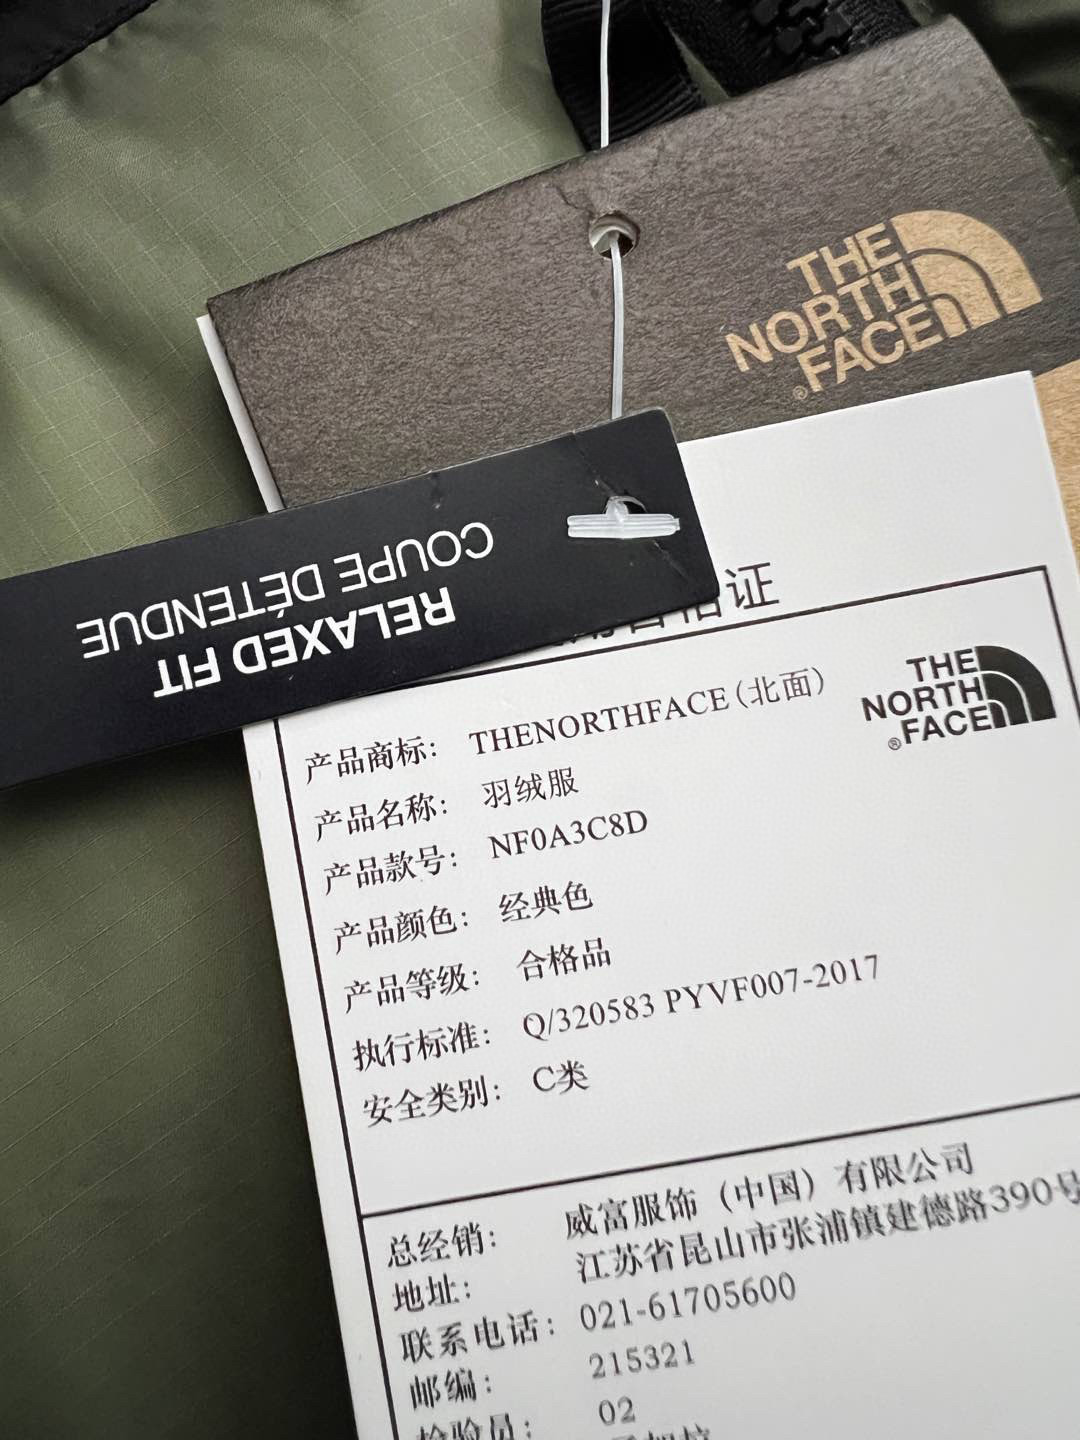 THE
NORTH
FACE®
RELAXED FIT
COUPE DÉTENDUE
格证
THE
NORTH
FACE®
产品商标： THENORTHFACE（北面）
产品名称： 羽绒服
产品款号： NF0A3C8D
产品颜色： 经典色
产品等级： 合格品
执行标准： Q/320583 PYVF007-2017
安全类别： C类
总经销： 威富服饰（中国）有限公司
地址： 江苏省昆山市张浦镇建德路390号
联系电话： 021-61705600
邮编： 215321
检验员： 02